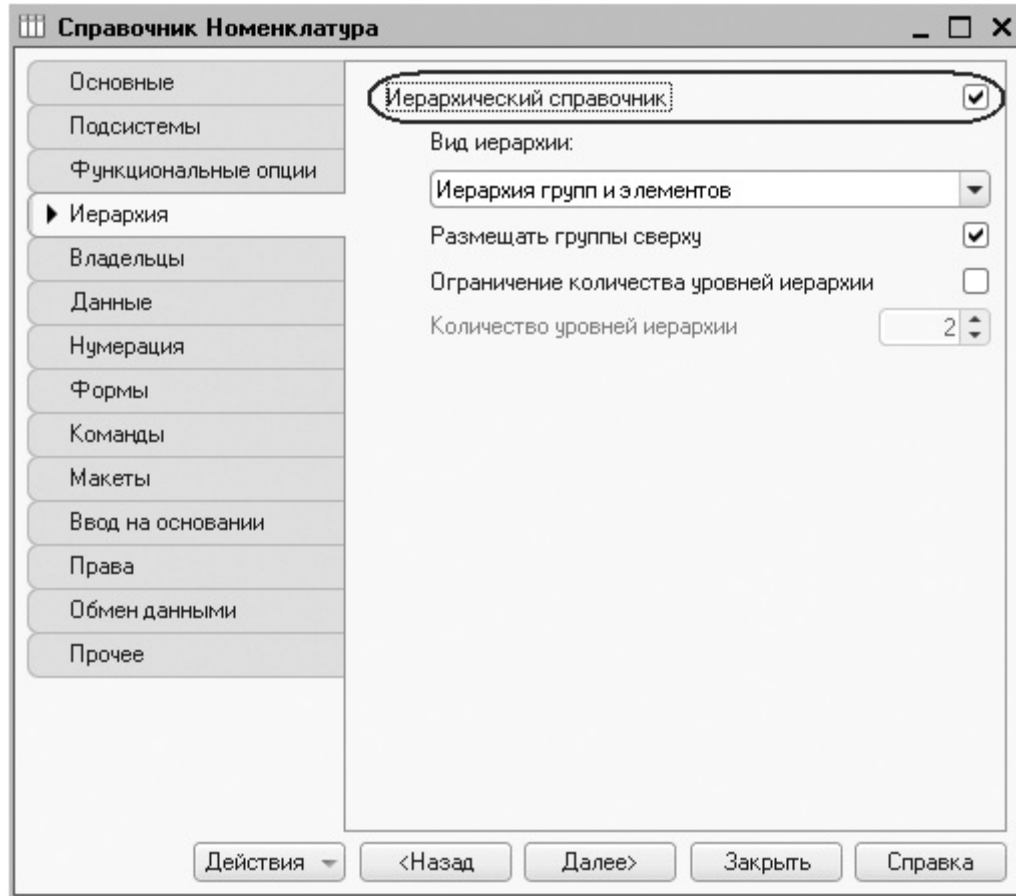 Справочник Номенклатура
Основные
Подсистемы
Функциональные опции
Иерархия
Владельцы
Данные
Нумерация
Формы
Команды
Макеты
Ввод на основании
Права
Обмен данными
Прочее
Иерархический справочник
Вид иерархии:
Иерархия групп и элементов
Размещать группы сверху
Ограничение количества уровней иерархии
Количество уровней иерархии 2
Действия <Назад Далее> Закрыть Справка